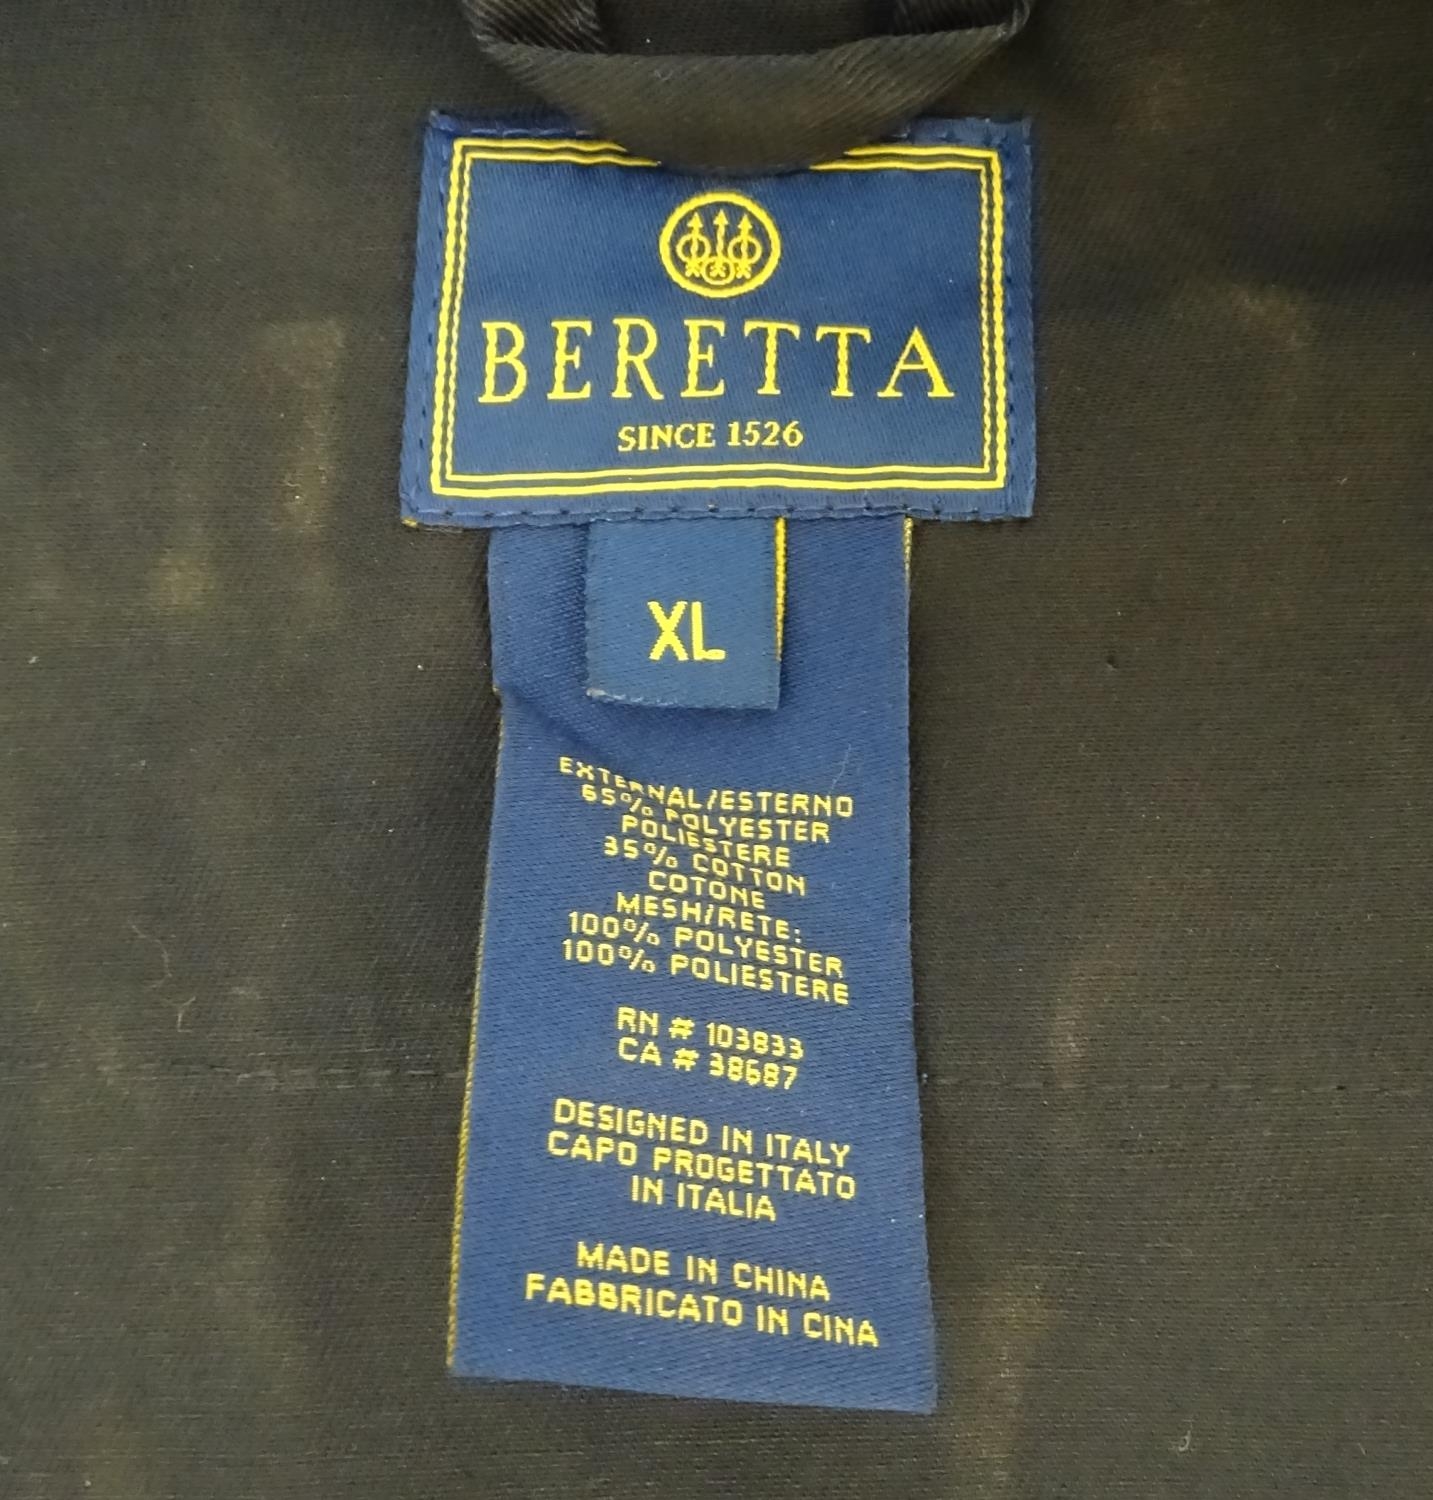 BERETTA
SINCE 1526
XL
EXTERNAL/ESTERNO
65% POLYESTER
POLIESTERE
35% COTTON
COTONE
MESH/RETE:
100% POLYESTER
100% POLIESTERE
RN # 103833
CA # 38687
DESIGNED IN ITALY
CAPO PROGETTATO
IN ITALIA
MADE IN CHINA
FABBRICATO IN CINA